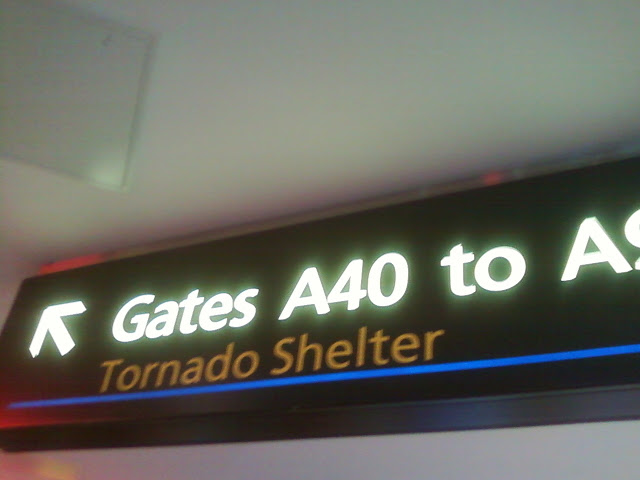 Gates A40 to
Tornado Shelter